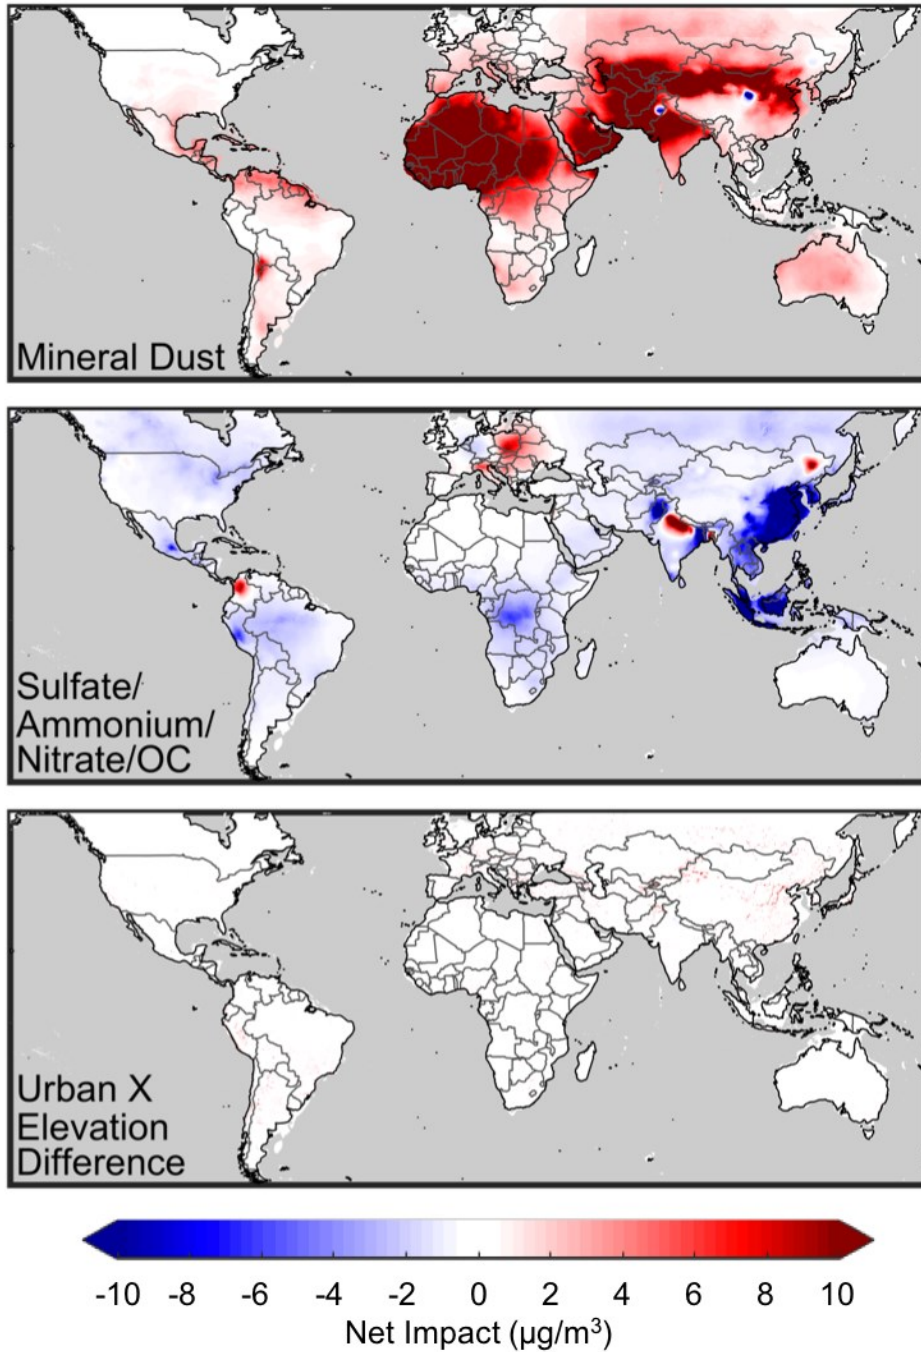 Mineral Dust
Sulfate/
Ammonium/
Nitrate/OC
Urban X
Elevation
Difference
-10 -8 -6 -4 -2 0 2 4 6 8 10
Net Impact (µg/m³)